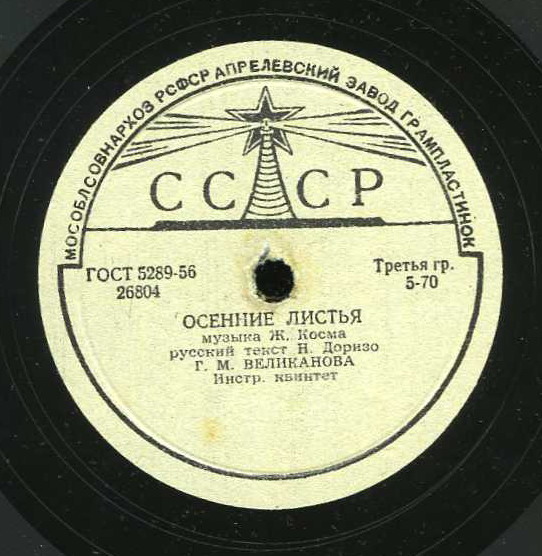 МОСОБЛСОВНАРХОЗ РСФСР АПРЕЛЕВСКИЙ ЗАВОД ГРАМПЛАСТИНОК
СССР
ГОСТ 5289-56
26804
Третья гр.
5-70
ОСЕННИЕ ЛИСТЬЯ
музыка Ж. Косма
русский текст Н. Доризо
Г. М. ВЕЛИКАНОВА
Инстр. квинтет